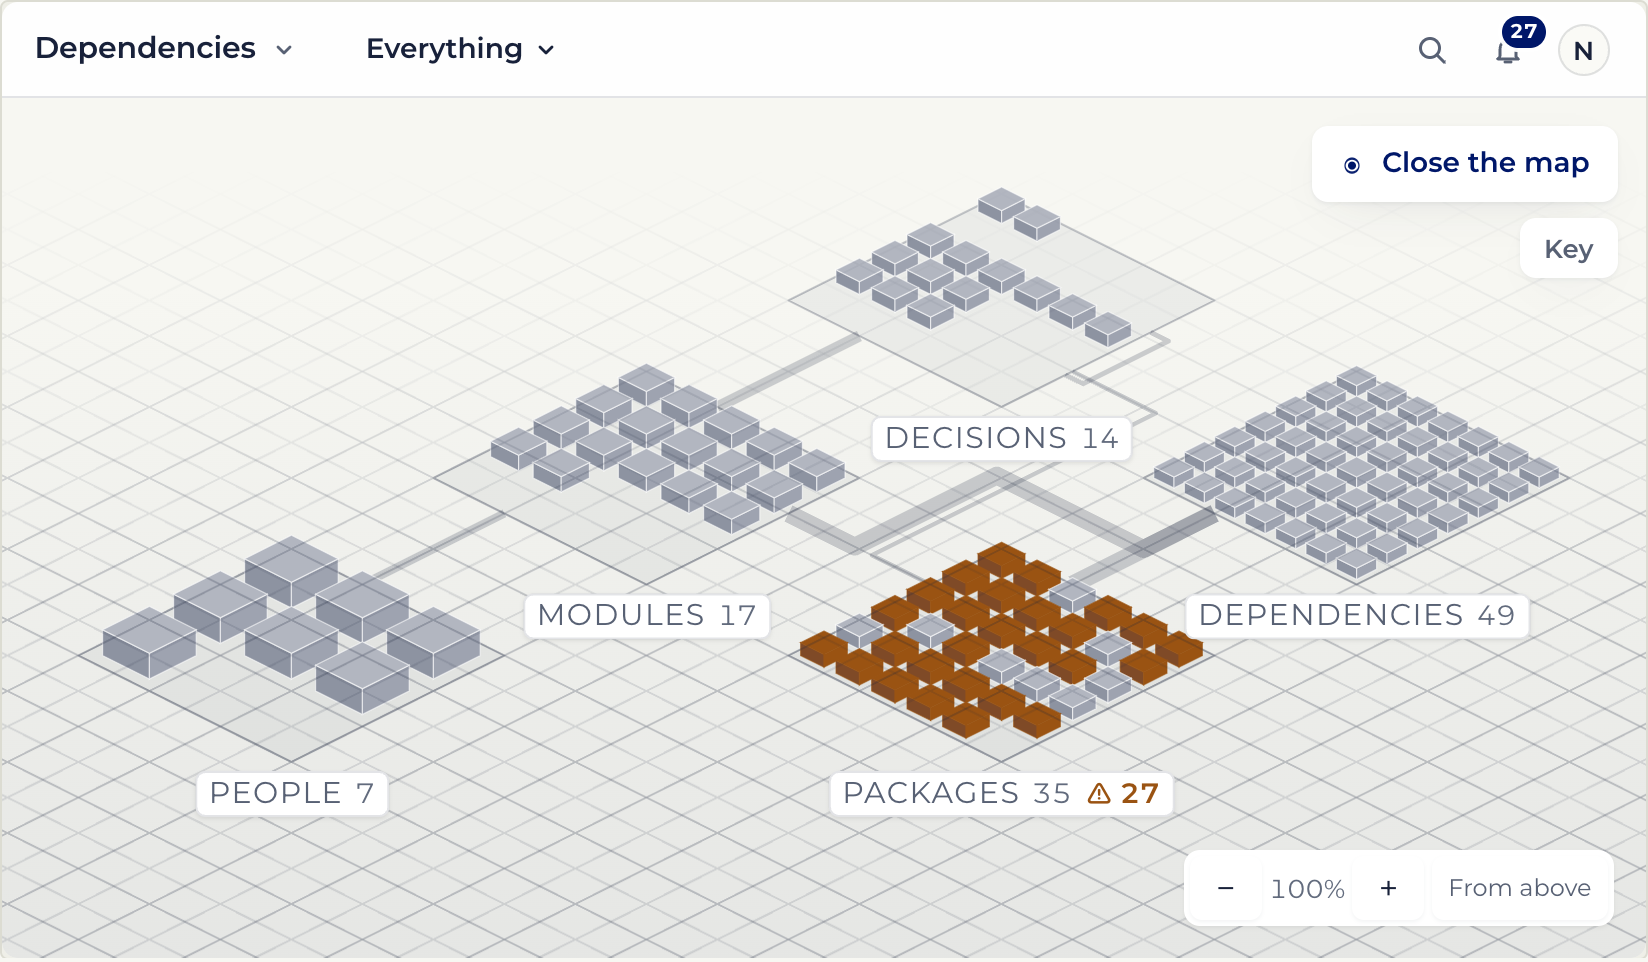 Dependencies
Everything
27
N
Close the map
Key
DECISIONS 14
MODULES 17
DEPENDENCIES 49
PEOPLE 7
PACKAGES 35 27
100%
From above